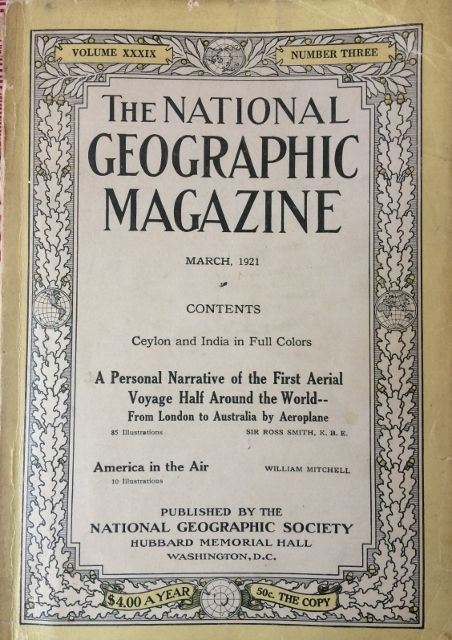 VOLUME XXXIX
NUMBER THREE
THE NATIONAL
GEOGRAPHIC
MAGAZINE
MARCH, 1921
CONTENTS
Ceylon and India in Full Colors
A Personal Narrative of the First Aerial
Voyage Half Around the World--
From London to Australia by Aeroplane
85 Illustrations
SIR ROSS SMITH, K. B. E.
America in the Air
WILLIAM MITCHELL
10 Illustrations
PUBLISHED BY THE
NATIONAL GEOGRAPHIC SOCIETY
HUBBARD MEMORIAL HALL
WASHINGTON, D.C.
$4.00 A YEAR
50c. THE COPY